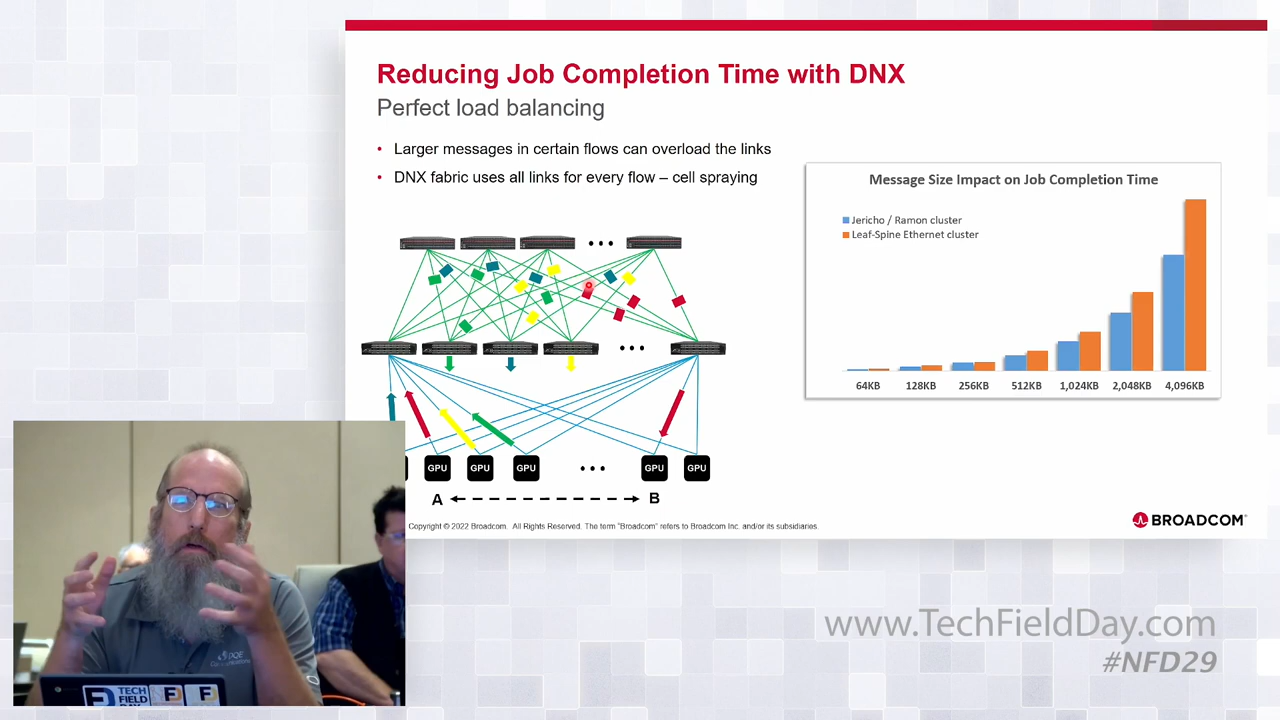 Reducing Job Completion Time with DNX
Perfect load balancing
• Larger messages in certain flows can overload the links
• DNX fabric uses all links for every flow – cell spraying
Message Size Impact on Job Completion Time
Jericho / Ramon cluster
Leaf-Spine Ethernet cluster
64KB 128KB 256KB 512KB 1,024KB 2,048KB 4,096KB
GPU GPU GPU GPU GPU
A B
Copyright © 2022 Broadcom. All Rights Reserved. The term "Broadcom" refers to Broadcom Inc. and/or its subsidiaries.
BROADCOM
www.TechFieldDay.com
#NFD29
TECH
FIELD
DAY